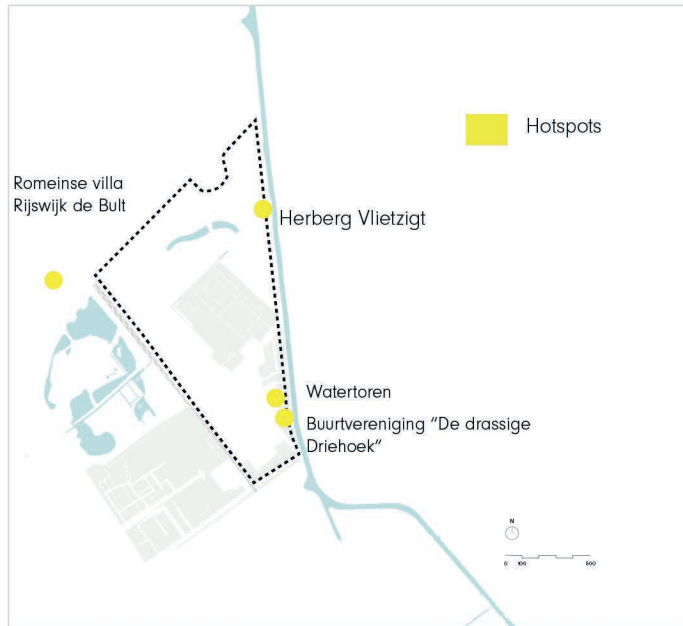 Hotspots
Romeinse villa
Rijswijk de Bult
Herberg Vlietzigt
Watertoren
Buurtvereniging “De drassige
Driehoek“
N
0 100 500